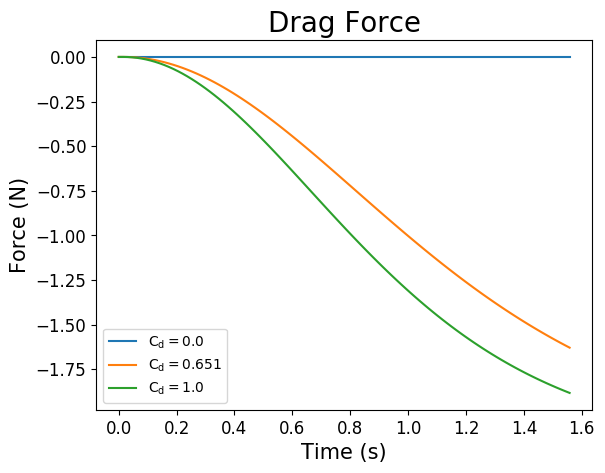 Drag Force
Force (N)
0.00
−0.25
−0.50
−0.75
−1.00
−1.25
−1.50
−1.75
C_d = 0.0
C_d = 0.651
C_d = 1.0
0.0 0.2 0.4 0.6 0.8 1.0 1.2 1.4 1.6
Time (s)